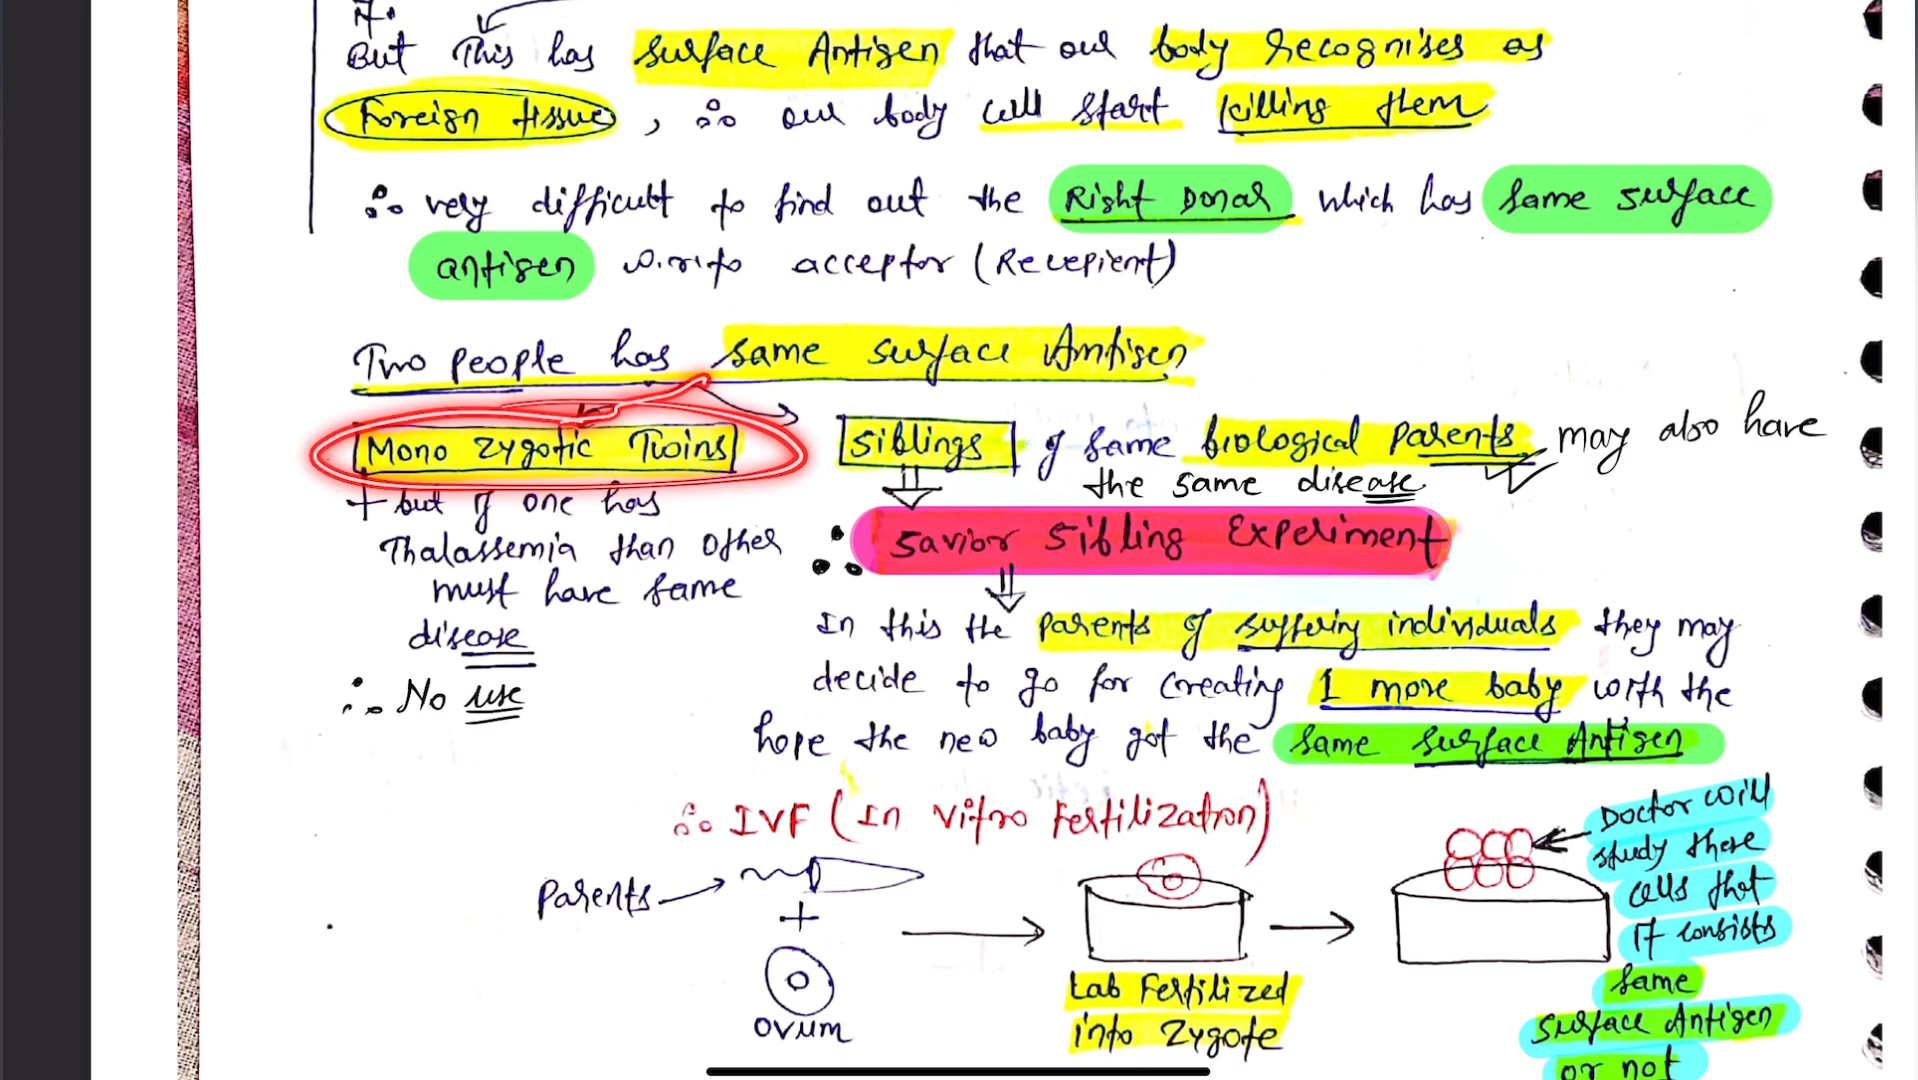 It
But This has surface Antigen that our body recognises as
Foreign tissue, ∴ our body cell start killing them
∴ very difficult to find out the Right Donar which has same surface
antigen w.r.to acceptor (Recepient)
Two people has same surface Antigen
Mono zygotic Twins
+ but if one has
Thalassemia than other
must have same
disease
∴ No use
Siblings of same biological parents may also have
the same disease
∴ Savior Sibling Experiment
In this the parents of suffering individuals they may
decide to go for creating 1 more baby with the
hope the new baby got the same surface Antigen
∴ IVF (In Vitro Fertilization)
Parents
+
ovum
Lab Fertilized
into zygote
Doctor will
study there
cells that
it consists
same
surface Antigen
or not